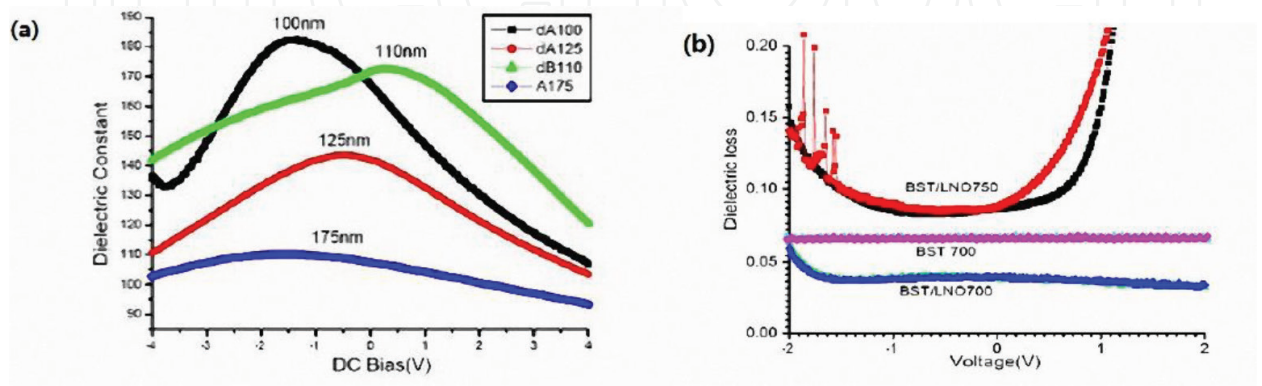 (a)
Dielectric Constant
190
180
170
160
150
140
130
120
110
100
90
100nm
110nm
125nm
175nm
dA100
dA125
dB110
A175
-4 -3 -2 -1 0 1 2 3 4
DC Bias(V)
(b)
Dielectric loss
0.20
0.15
0.10
0.05
0.00
BST/LNO750
BST 700
BST/LNO700
-2 -1 0 1 2
Voltage(V)